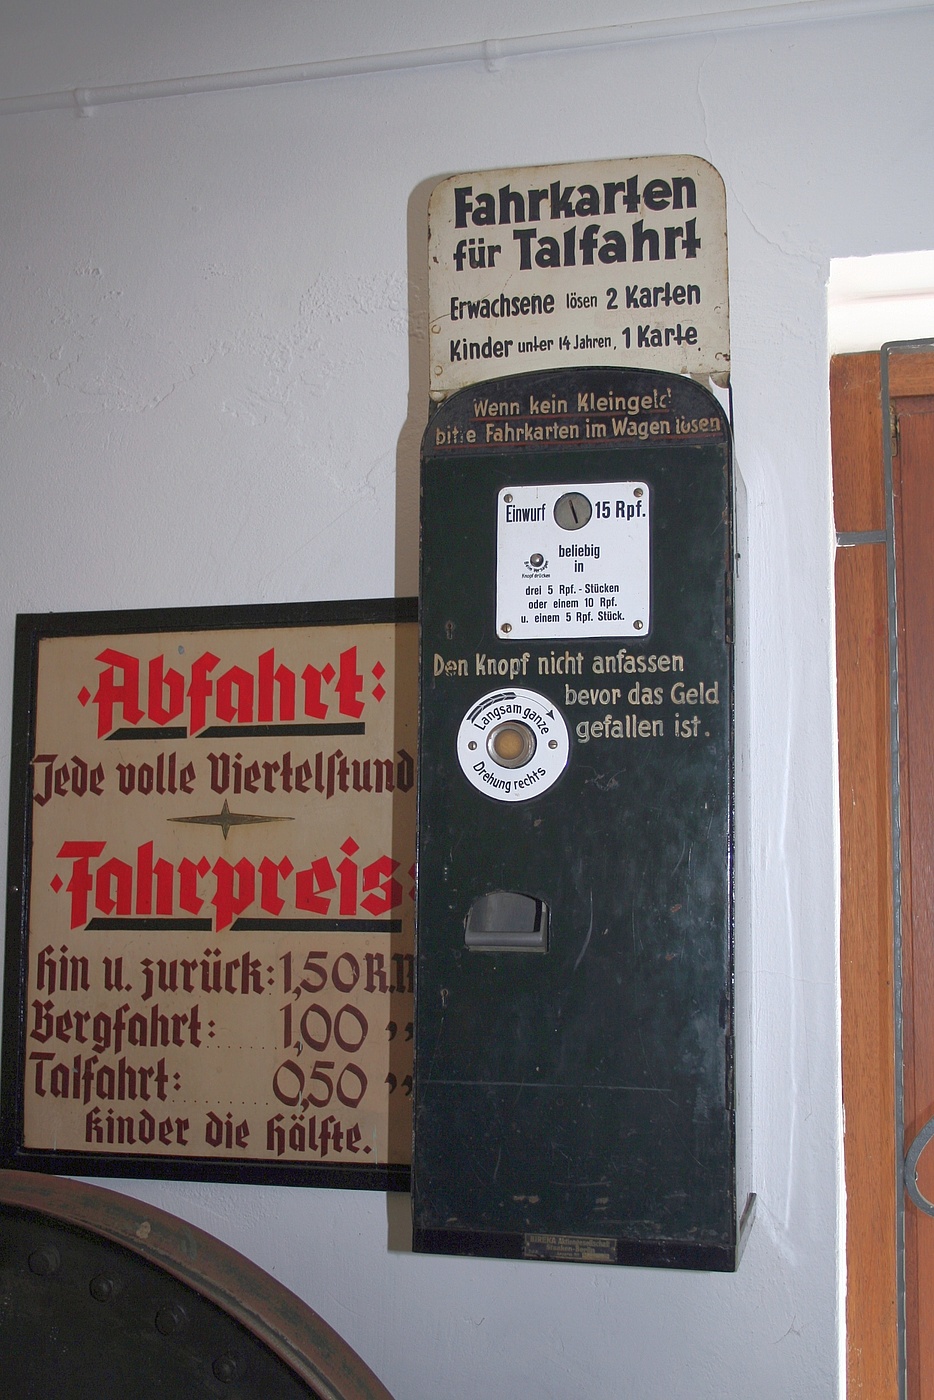 Fahrkarten
für Talfahrt
Erwachsene lösen 2 Karten
Kinder unter 14 Jahren, 1 Karte
Wenn kein Kleingeld
bitte Fahrkarten im Wagen lösen
Einwurf 15 Rpf.
beliebig
in
Knopf drücken
drei 5 Rpf. - Stücken
oder einem 10 Rpf.
u. einem 5 Rpf. Stück.
Den Knopf nicht anfassen
bevor das Geld
gefallen ist.
Langsam ganze
Drehung rechts
·Abfahrt:
Jede volle Viertelstund
·Fahrpreis:
hin u. zurück: 1,50 R.M
Bergfahrt: 1,00 "
Talfahrt: 0,50 "
Kinder die Hälfte.
Aktiengesellschaft